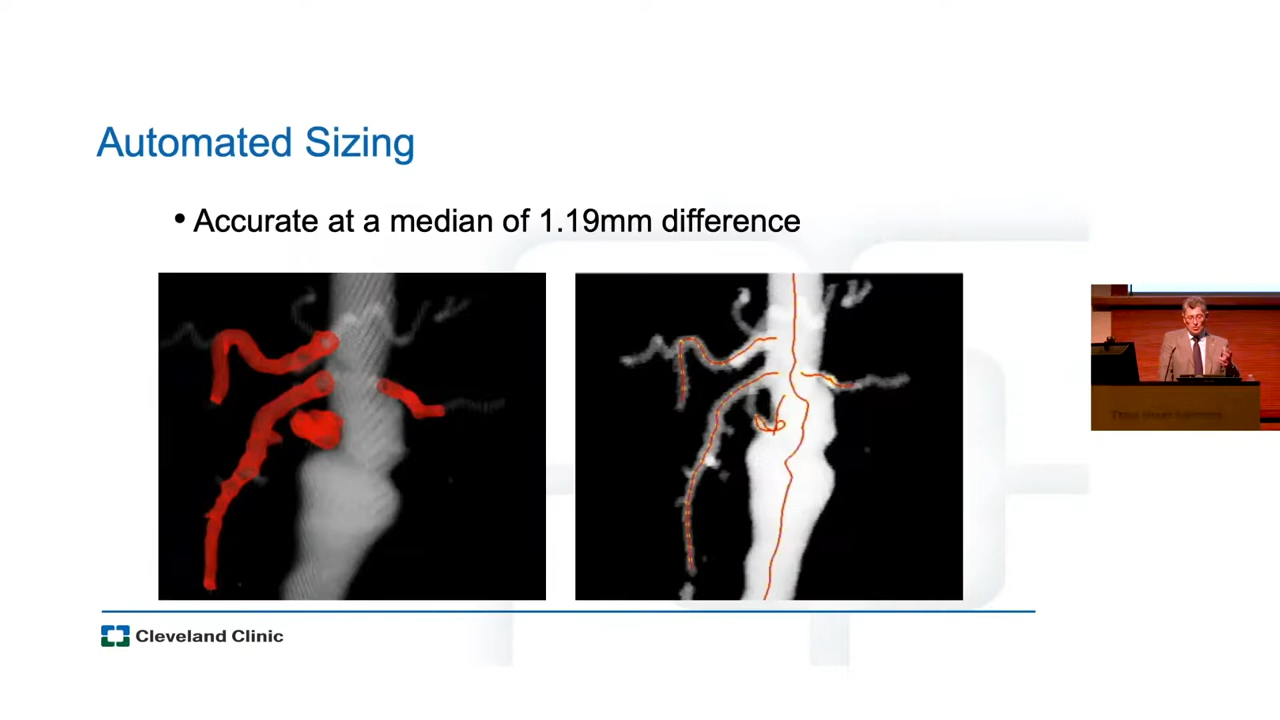 Automated Sizing
• Accurate at a median of 1.19mm difference
Cleveland Clinic